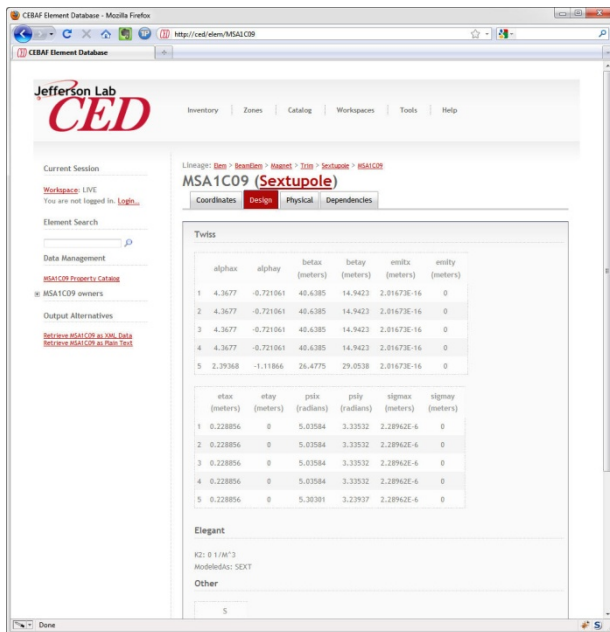 CEBAF Element Database - Mozilla Firefox
http://ced/elem/MSA1C09
CEBAF Element Database
Jefferson Lab
CED
Inventory Zones Catalog Workspaces Tools Help
Current Session
Workspace: LIVE
You are not logged in. Login...
Element Search
Data Management
MSA1C09 Property Catalog
MSA1C09 owners
Output Alternatives
Retrieve MSA1C09 as XML Data
Retrieve MSA1C09 as Plain Text
Lineage: Elem > BeamElem > Magnet > Trim > Sextupole > MSA1C09
MSA1C09 (Sextupole)
Coordinates Design Physical Dependencies
Twiss
alphax alphay betax betay emitx emity
(meters) (meters) (meters) (meters)
1 4.3677 -0.721061 40.6385 14.9423 2.01673E-16 0
2 4.3677 -0.721061 40.6385 14.9423 2.01673E-16 0
3 4.3677 -0.721061 40.6385 14.9423 2.01673E-16 0
4 4.3677 -0.721061 40.6385 14.9423 2.01673E-16 0
5 2.39368 -1.11866 26.4775 29.0538 2.01673E-16 0
etax etay psix psiy sigmax sigmay
(meters) (meters) (radians) (radians) (meters) (meters)
1 0.228856 0 5.03584 3.33532 2.28962E-6 0
2 0.228856 0 5.03584 3.33532 2.28962E-6 0
3 0.228856 0 5.03584 3.33532 2.28962E-6 0
4 0.228856 0 5.03584 3.33532 2.28962E-6 0
5 0.228856 0 5.30301 3.23937 2.28962E-6 0
Elegant
K2: 0 1/M^3
ModeledAs: SEXT
Other
S
Done